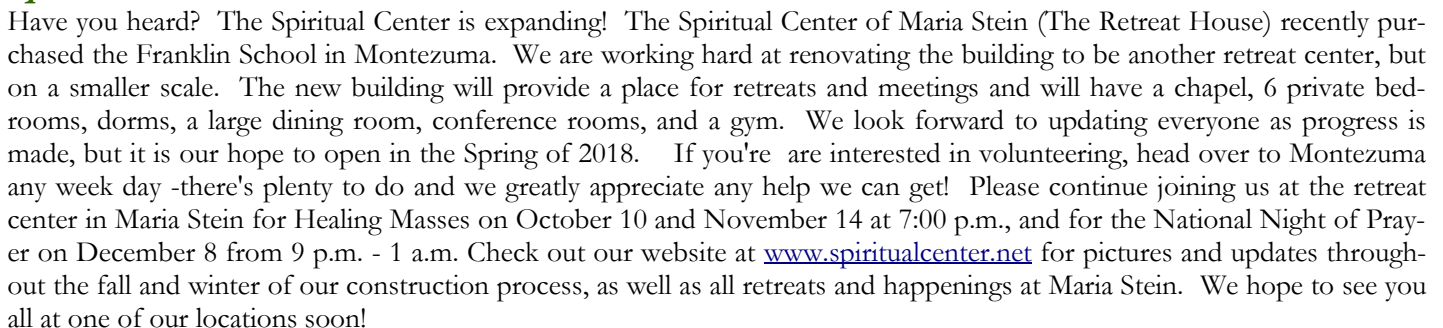 Have you heard?  The Spiritual Center is expanding!  The Spiritual Center of Maria Stein (The Retreat House) recently pur-
chased the Franklin School in Montezuma.  We are working hard at renovating the building to be another retreat center, but
on a smaller scale.  The new building will provide a place for retreats and meetings and will have a chapel, 6 private bed-
rooms, dorms, a large dining room, conference rooms, and a gym.  We look forward to updating everyone as progress is
made, but it is our hope to open in the Spring of 2018.   If you're  are interested in volunteering, head over to Montezuma
any week day -there's plenty to do and we greatly appreciate any help we can get!  Please continue joining us at the retreat
center in Maria Stein for Healing Masses on October 10 and November 14 at 7:00 p.m., and for the National Night of Pray-
er on December 8 from 9 p.m. - 1 a.m. Check out our website at www.spiritualcenter.net for pictures and updates through-
out the fall and winter of our construction process, as well as all retreats and happenings at Maria Stein.  We hope to see you
all at one of our locations soon!